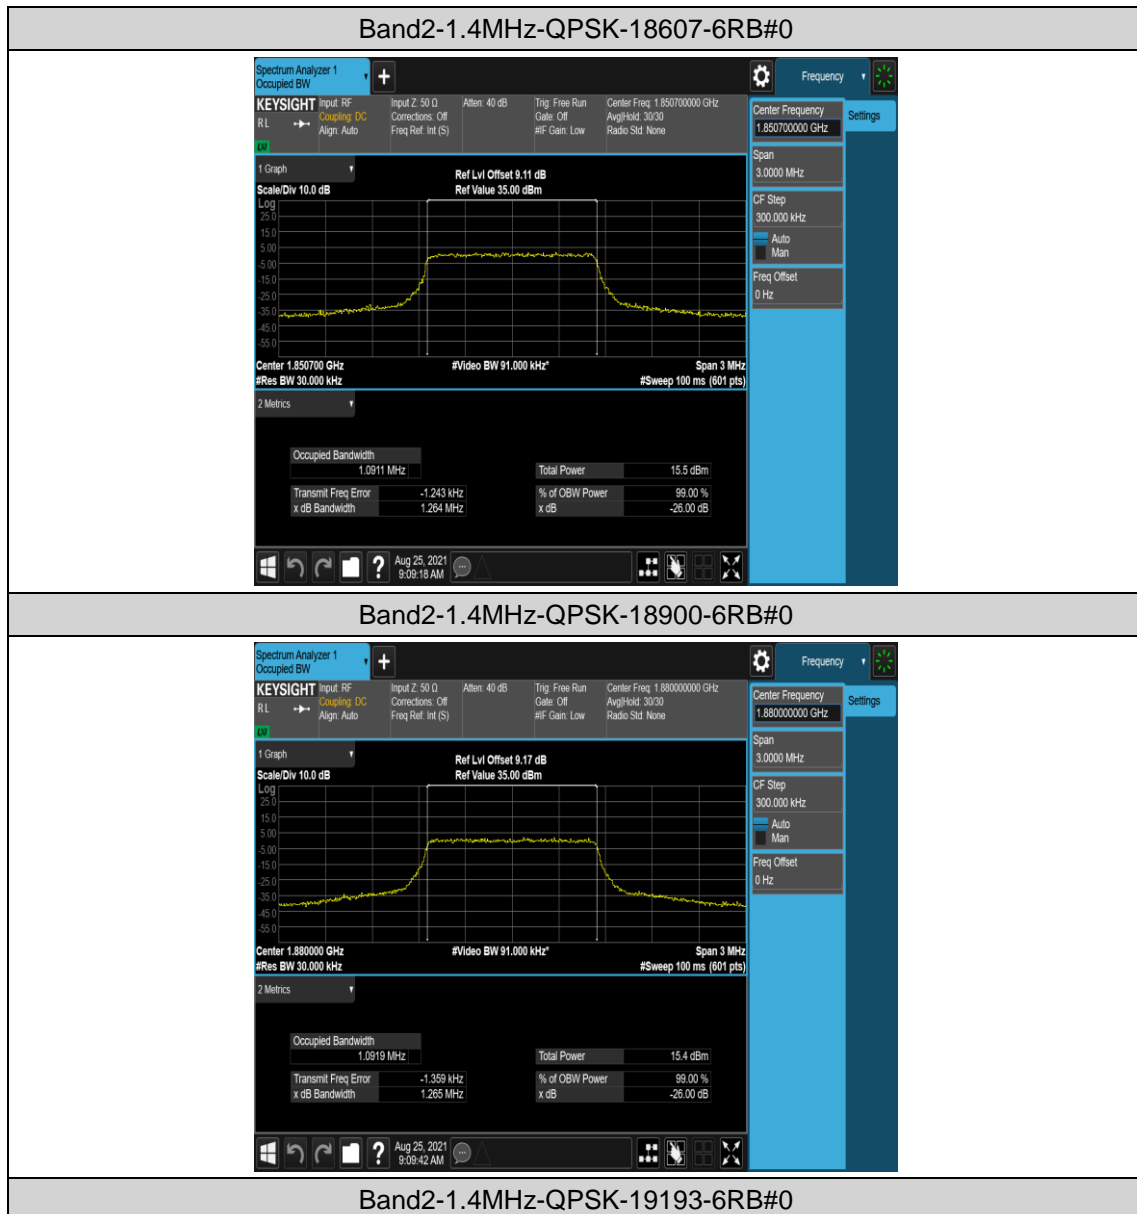 Band2-1.4MHz-QPSK-18607-6RB#0
Spectrum Analyzer 1
Occupied BW
Frequency
KEYSIGHT
RL
LXI
Input: RF
Coupling: DC
Align: Auto
Input Z: 50 Ω
Corrections: Off
Freq Ref: Int (S)
Atten: 40 dB
Trig: Free Run
Gate: Off
#IF Gain: Low
Center Freq: 1.850700000 GHz
Avg|Hold: 30/30
Radio Std: None
Center Frequency
1.850700000 GHz
Settings
Span
3.0000 MHz
CF Step
300.000 kHz
Auto
Man
Freq Offset
0 Hz
1 Graph
Scale/Div 10.0 dB
Ref Lvl Offset 9.11 dB
Ref Value 35.00 dBm
Log
25.0
15.0
5.00
-5.00
-15.0
-25.0
-35.0
-45.0
-55.0
Center 1.850700 GHz
#Res BW 30.000 kHz
#Video BW 91.000 kHz*
Span 3 MHz
#Sweep 100 ms (601 pts)
2 Metrics
Occupied Bandwidth
1.0911 MHz
Total Power 15.5 dBm
Transmit Freq Error -1.243 kHz
% of OBW Power 99.00 %
x dB Bandwidth 1.264 MHz
x dB -26.00 dB
?
Aug 25, 2021
9:09:18 AM
Band2-1.4MHz-QPSK-18900-6RB#0
Spectrum Analyzer 1
Occupied BW
Frequency
KEYSIGHT
RL
LXI
Input: RF
Coupling: DC
Align: Auto
Input Z: 50 Ω
Corrections: Off
Freq Ref: Int (S)
Atten: 40 dB
Trig: Free Run
Gate: Off
#IF Gain: Low
Center Freq: 1.880000000 GHz
Avg|Hold: 30/30
Radio Std: None
Center Frequency
1.880000000 GHz
Settings
Span
3.0000 MHz
CF Step
300.000 kHz
Auto
Man
Freq Offset
0 Hz
1 Graph
Scale/Div 10.0 dB
Ref Lvl Offset 9.17 dB
Ref Value 35.00 dBm
Log
25.0
15.0
5.00
-5.00
-15.0
-25.0
-35.0
-45.0
-55.0
Center 1.880000 GHz
#Res BW 30.000 kHz
#Video BW 91.000 kHz*
Span 3 MHz
#Sweep 100 ms (601 pts)
2 Metrics
Occupied Bandwidth
1.0919 MHz
Total Power 15.4 dBm
Transmit Freq Error -1.359 kHz
% of OBW Power 99.00 %
x dB Bandwidth 1.265 MHz
x dB -26.00 dB
?
Aug 25, 2021
9:09:42 AM
Band2-1.4MHz-QPSK-19193-6RB#0